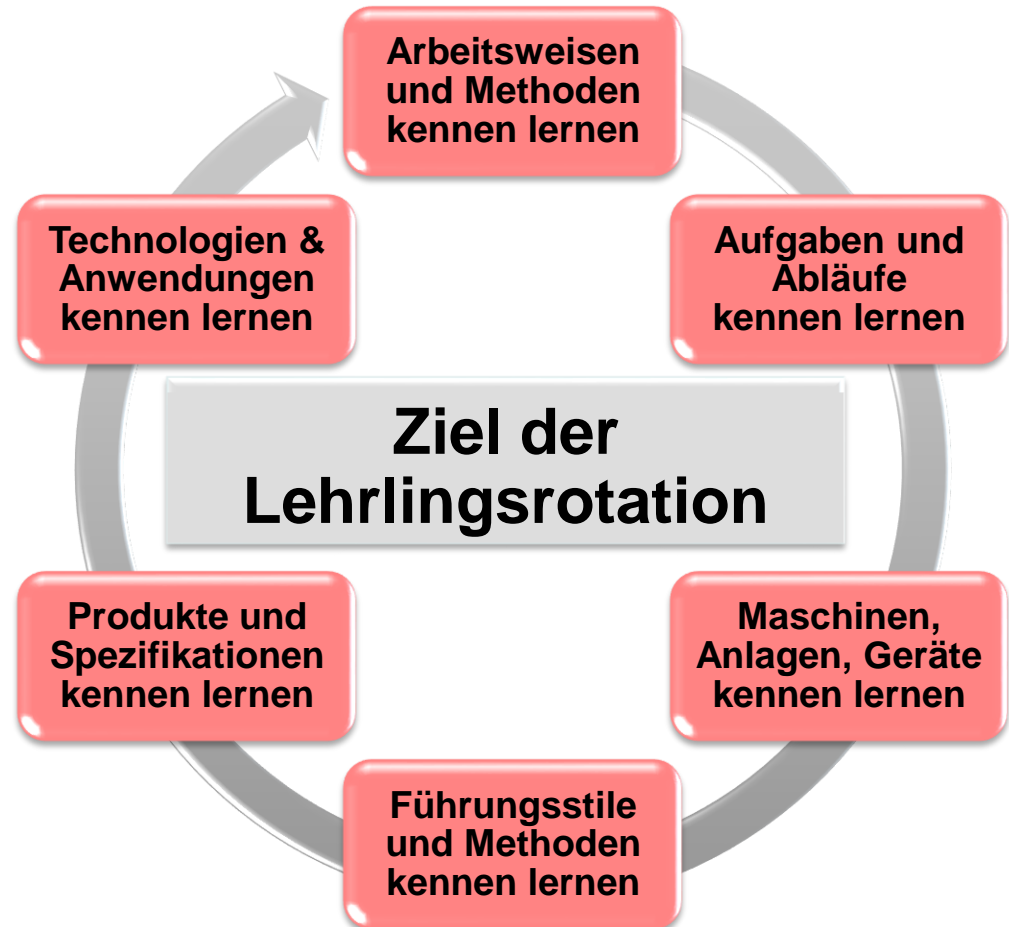 Arbeitsweisen
und Methoden
kennen lernen
Aufgaben und
Abläufe
kennen lernen
Maschinen,
Anlagen, Geräte
kennen lernen
Führungsstile
und Methoden
kennen lernen
Produkte und
Spezifikationen
kennen lernen
Technologien &
Anwendungen
kennen lernen
Ziel der
Lehrlingsrotation